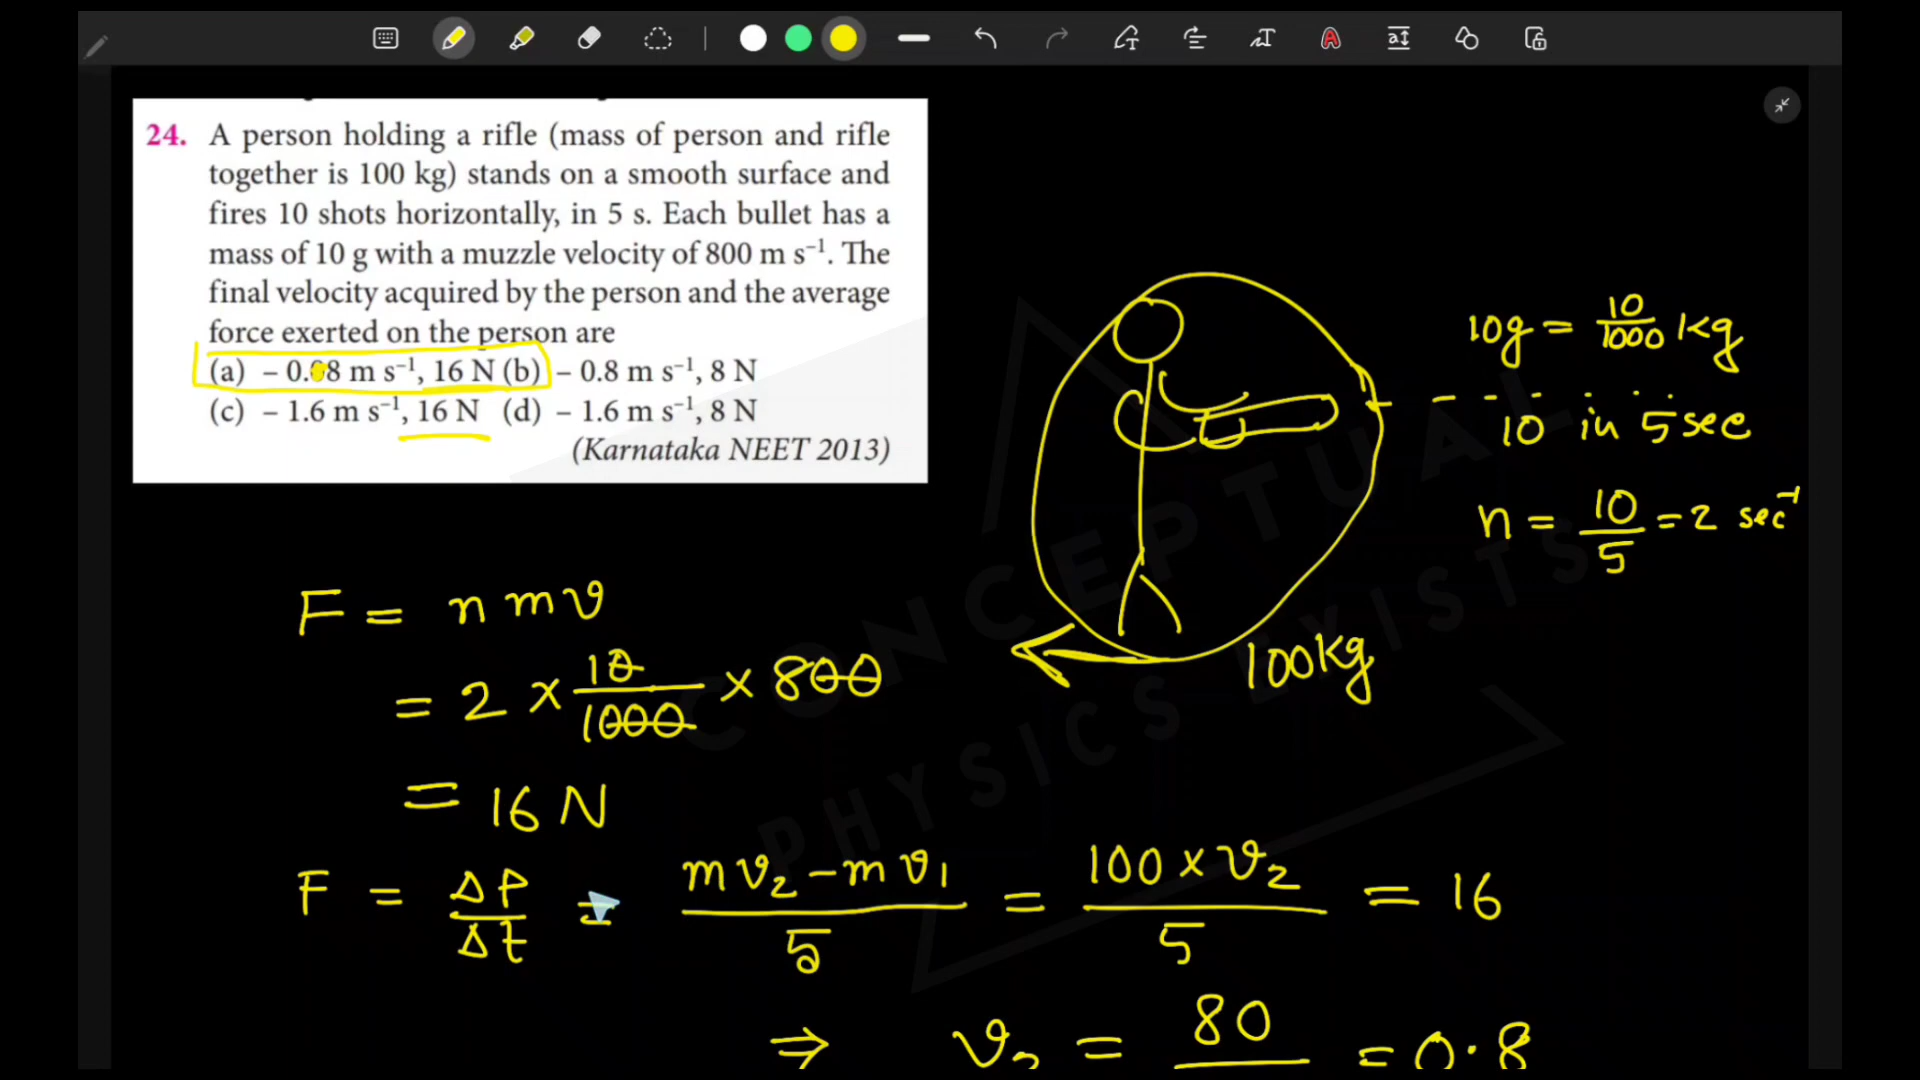 24. A person holding a rifle (mass of person and rifle
together is 100 kg) stands on a smooth surface and
fires 10 shots horizontally, in 5 s. Each bullet has a
mass of 10 g with a muzzle velocity of 800 m s⁻¹. The
final velocity acquired by the person and the average
force exerted on the person are
(a) – 0.08 m s⁻¹, 16 N (b) – 0.8 m s⁻¹, 8 N
(c) – 1.6 m s⁻¹, 16 N (d) – 1.6 m s⁻¹, 8 N
(Karnataka NEET 2013)
10g = 10/1000 kg
10 in 5 sec
n = 10/5 = 2 sec⁻¹
100kg
F = n m v
= 2 × 10/1000 × 800
= 16 N
F = Δp/Δt = (mv₂ – mv₁)/5 = (100 × v₂)/5 = 16
⇒ v₂ = 80 = 0.8
CONCEPTUAL
PHYSICS EXISTS